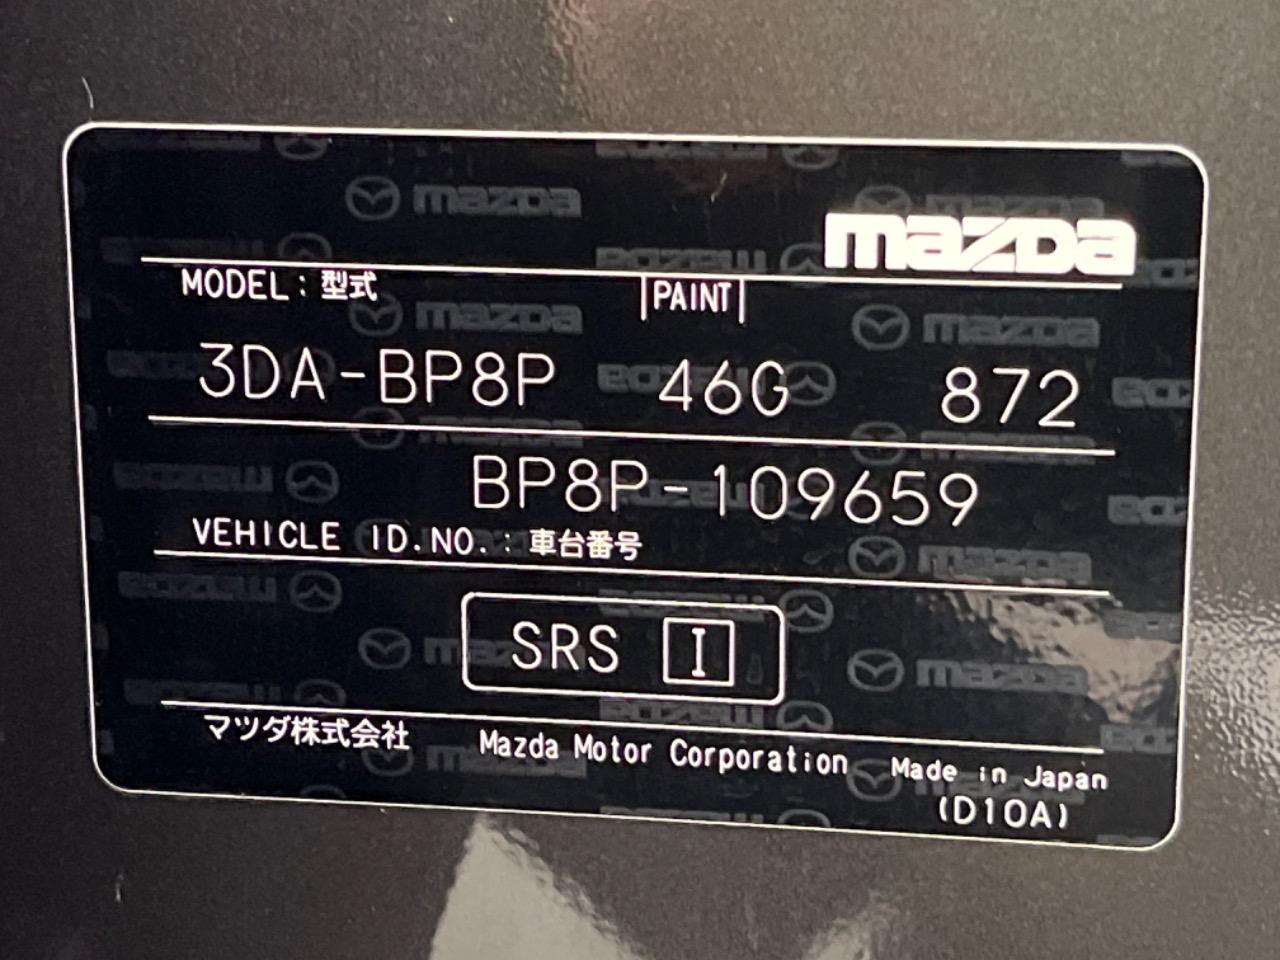 mazda
MODEL：型式 PAINT
3DA-BP8P 46G 872
BP8P-109659
VEHICLE ID.NO.：車台番号
SRS I
マツダ株式会社 Mazda Motor Corporation Made in Japan
(D10A)